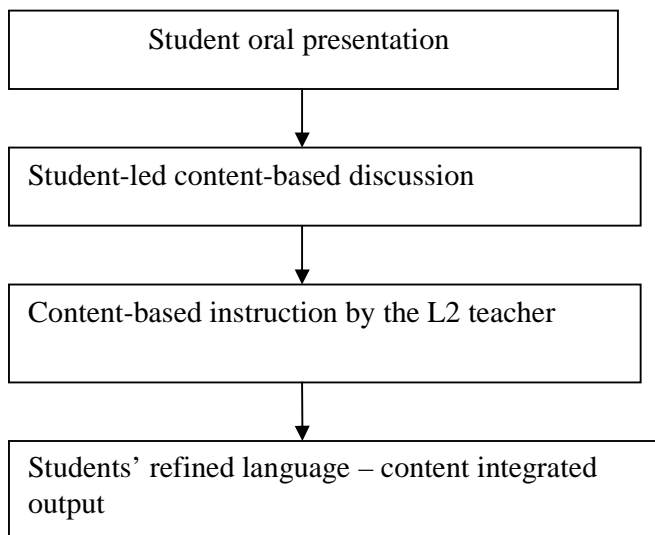 Student oral presentation
Student-led content-based discussion
Content-based instruction by the L2 teacher
Students’ refined language – content integrated
output